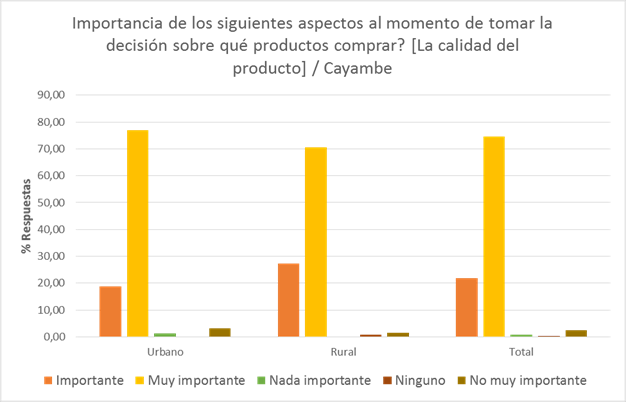 Importancia de los siguientes aspectos al momento de tomar la
decisión sobre qué productos comprar? [La calidad del
producto] / Cayambe
90,00
80,00
70,00
60,00
50,00
40,00
30,00
20,00
10,00
0,00
% Respuestas
Urbano Rural Total
Importante Muy importante Nada importante Ninguno No muy importante